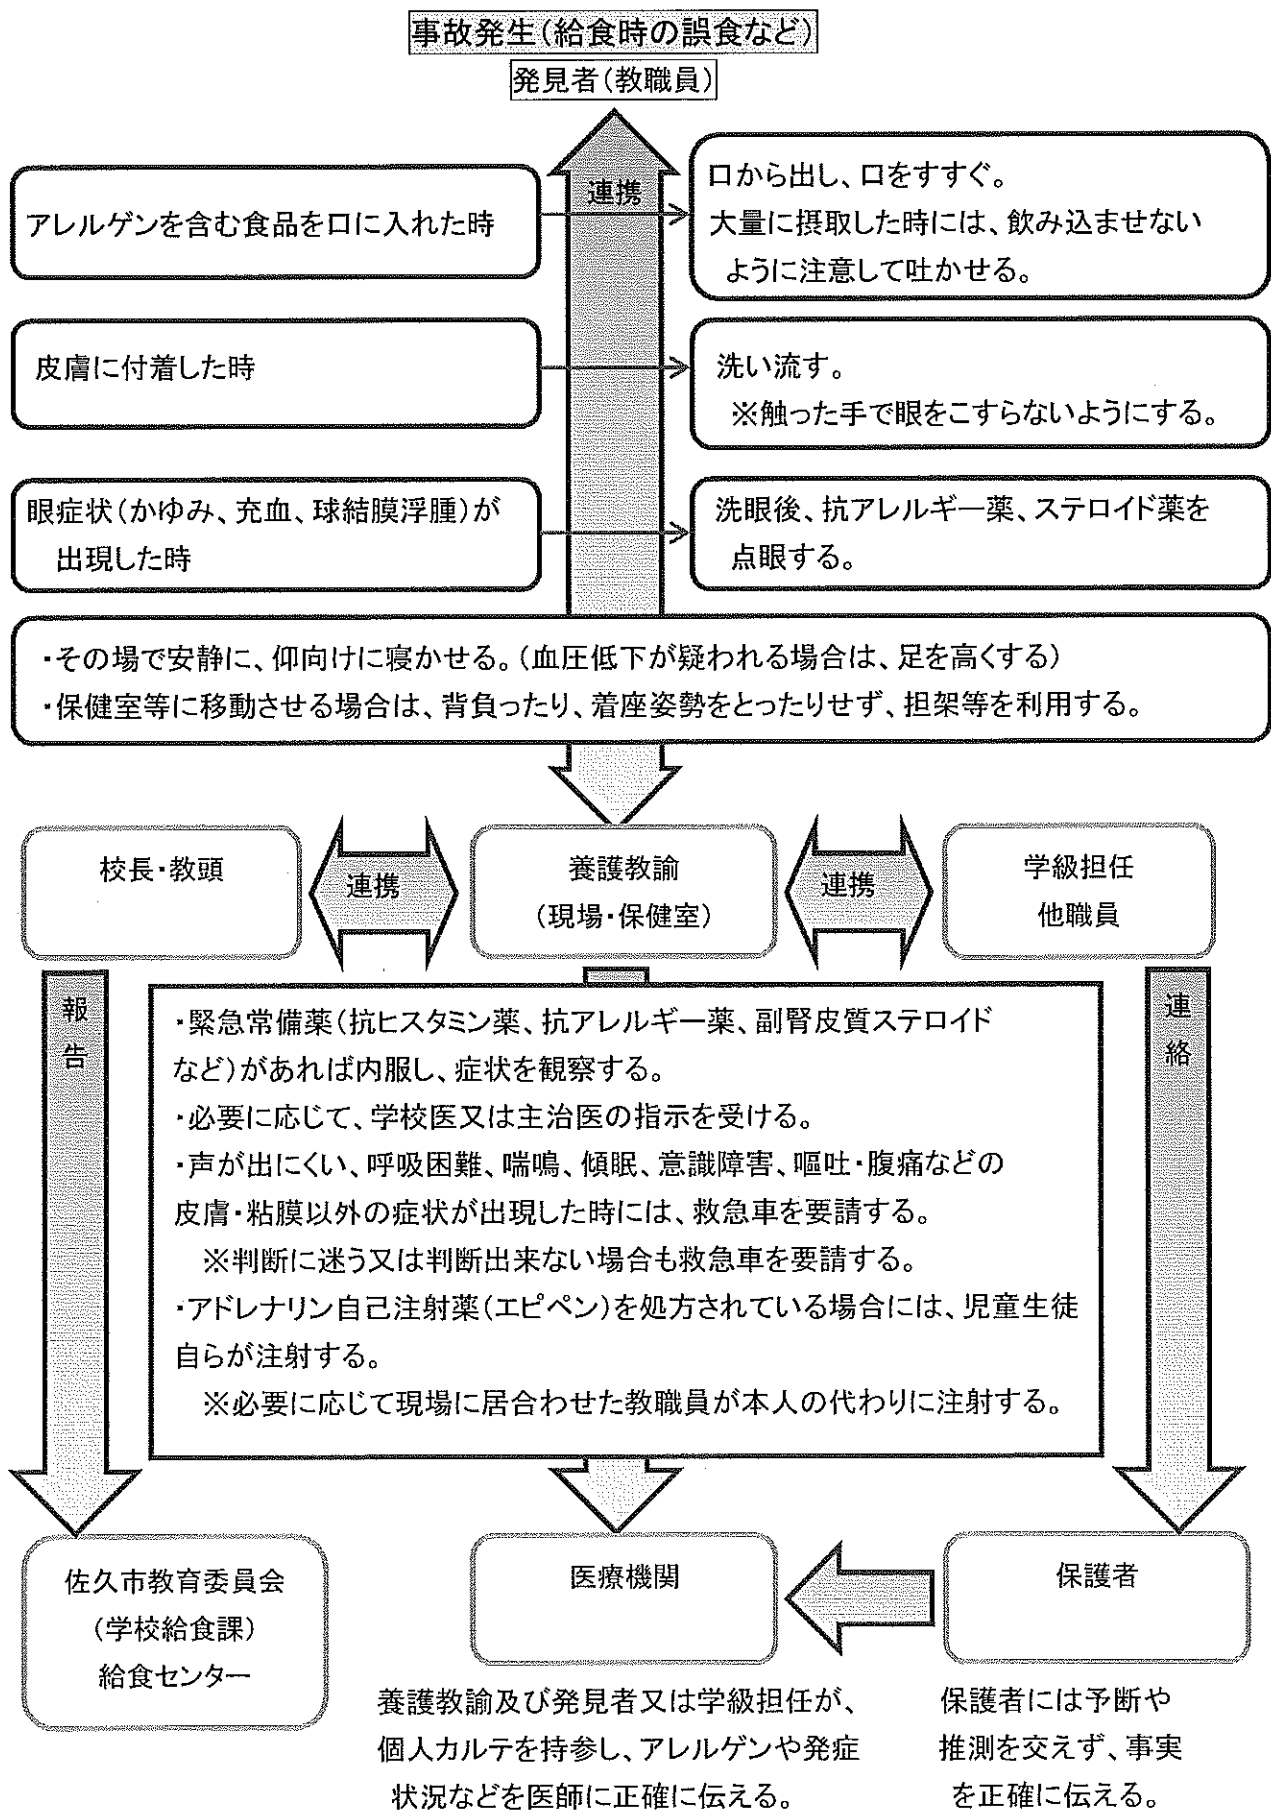 事故発生(給食時の誤食など)
発見者(教職員)
連携
アレルゲンを含む食品を口に入れた時
口から出し、口をすすぐ。
大量に摂取した時には、飲み込ませない
ように注意して吐かせる。
皮膚に付着した時
洗い流す。
※触った手で眼をこすらないようにする。
眼症状(かゆみ、充血、球結膜浮腫)が
出現した時
洗眼後、抗アレルギー薬、ステロイド薬を
点眼する。
・その場で安静に、仰向けに寝かせる。(血圧低下が疑われる場合は、足を高くする)
・保健室等に移動させる場合は、背負ったり、着座姿勢をとったりせず、担架等を利用する。
校長・教頭
連携
養護教諭
(現場・保健室)
連携
学級担任
他職員
報告
・緊急常備薬(抗ヒスタミン薬、抗アレルギー薬、副腎皮質ステロイド
など)があれば内服し、症状を観察する。
・必要に応じて、学校医又は主治医の指示を受ける。
・声が出にくい、呼吸困難、喘鳴、傾眠、意識障害、嘔吐・腹痛などの
皮膚・粘膜以外の症状が出現した時には、救急車を要請する。
※判断に迷う又は判断出来ない場合も救急車を要請する。
・アドレナリン自己注射薬(エピペン)を処方されている場合には、児童生徒
自らが注射する。
※必要に応じて現場に居合わせた教職員が本人の代わりに注射する。
連絡
佐久市教育委員会
(学校給食課)
給食センター
医療機関
保護者
養護教諭及び発見者又は学級担任が、
個人カルテを持参し、アレルゲンや発症
状況などを医師に正確に伝える。
保護者には予断や
推測を交えず、事実
を正確に伝える。